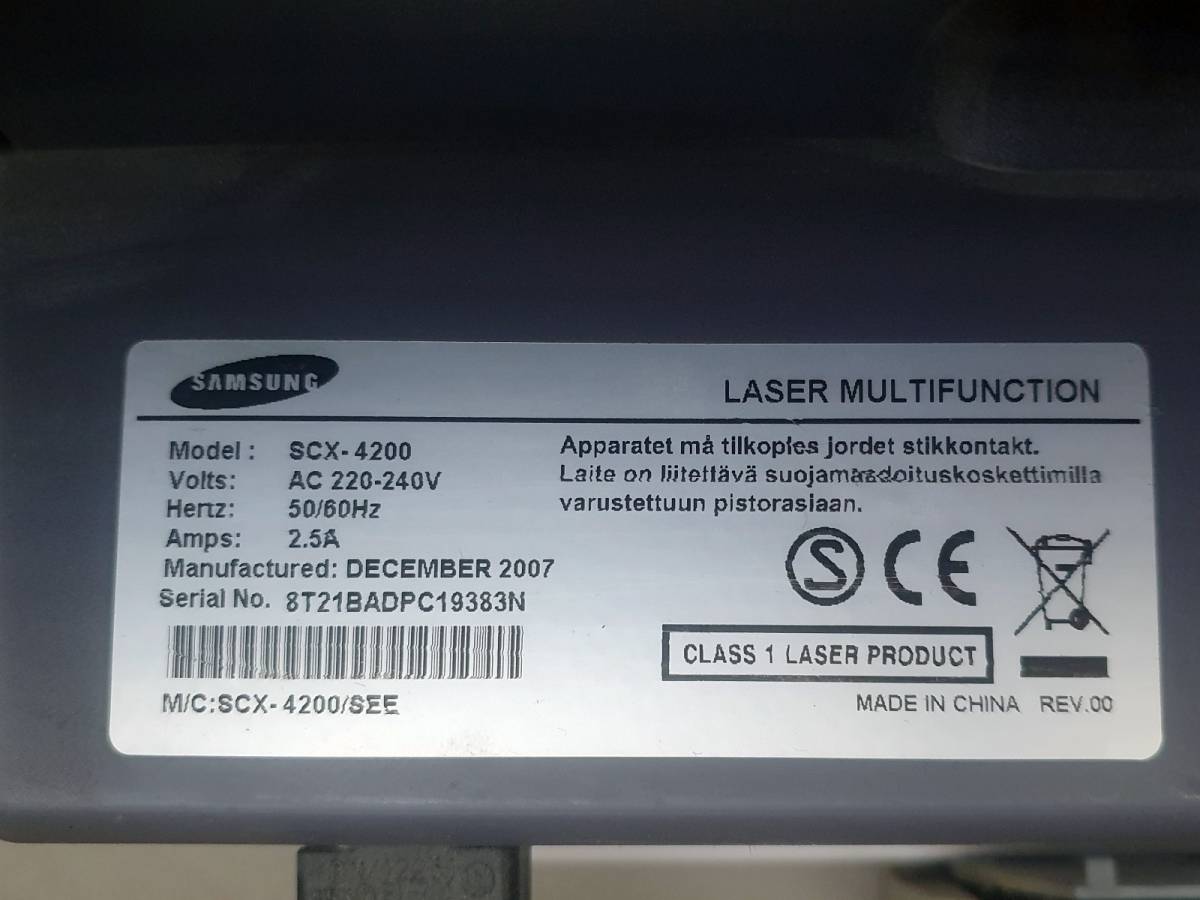 SAMSUNG
LASER MULTIFUNCTION
Model : SCX-4200
Volts: AC 220-240V
Hertz: 50/60Hz
Amps: 2.5A
Manufactured: DECEMBER 2007
Serial No. 8T21BADPC19383N
M/C:SCX-4200/SEE
Apparatet må tilkoples jordet stikkontakt.
Laite on liitettävä suojamaadoituskoskettimilla
varustettuun pistorasiaan.
S CE
CLASS 1 LASER PRODUCT
MADE IN CHINA REV.00